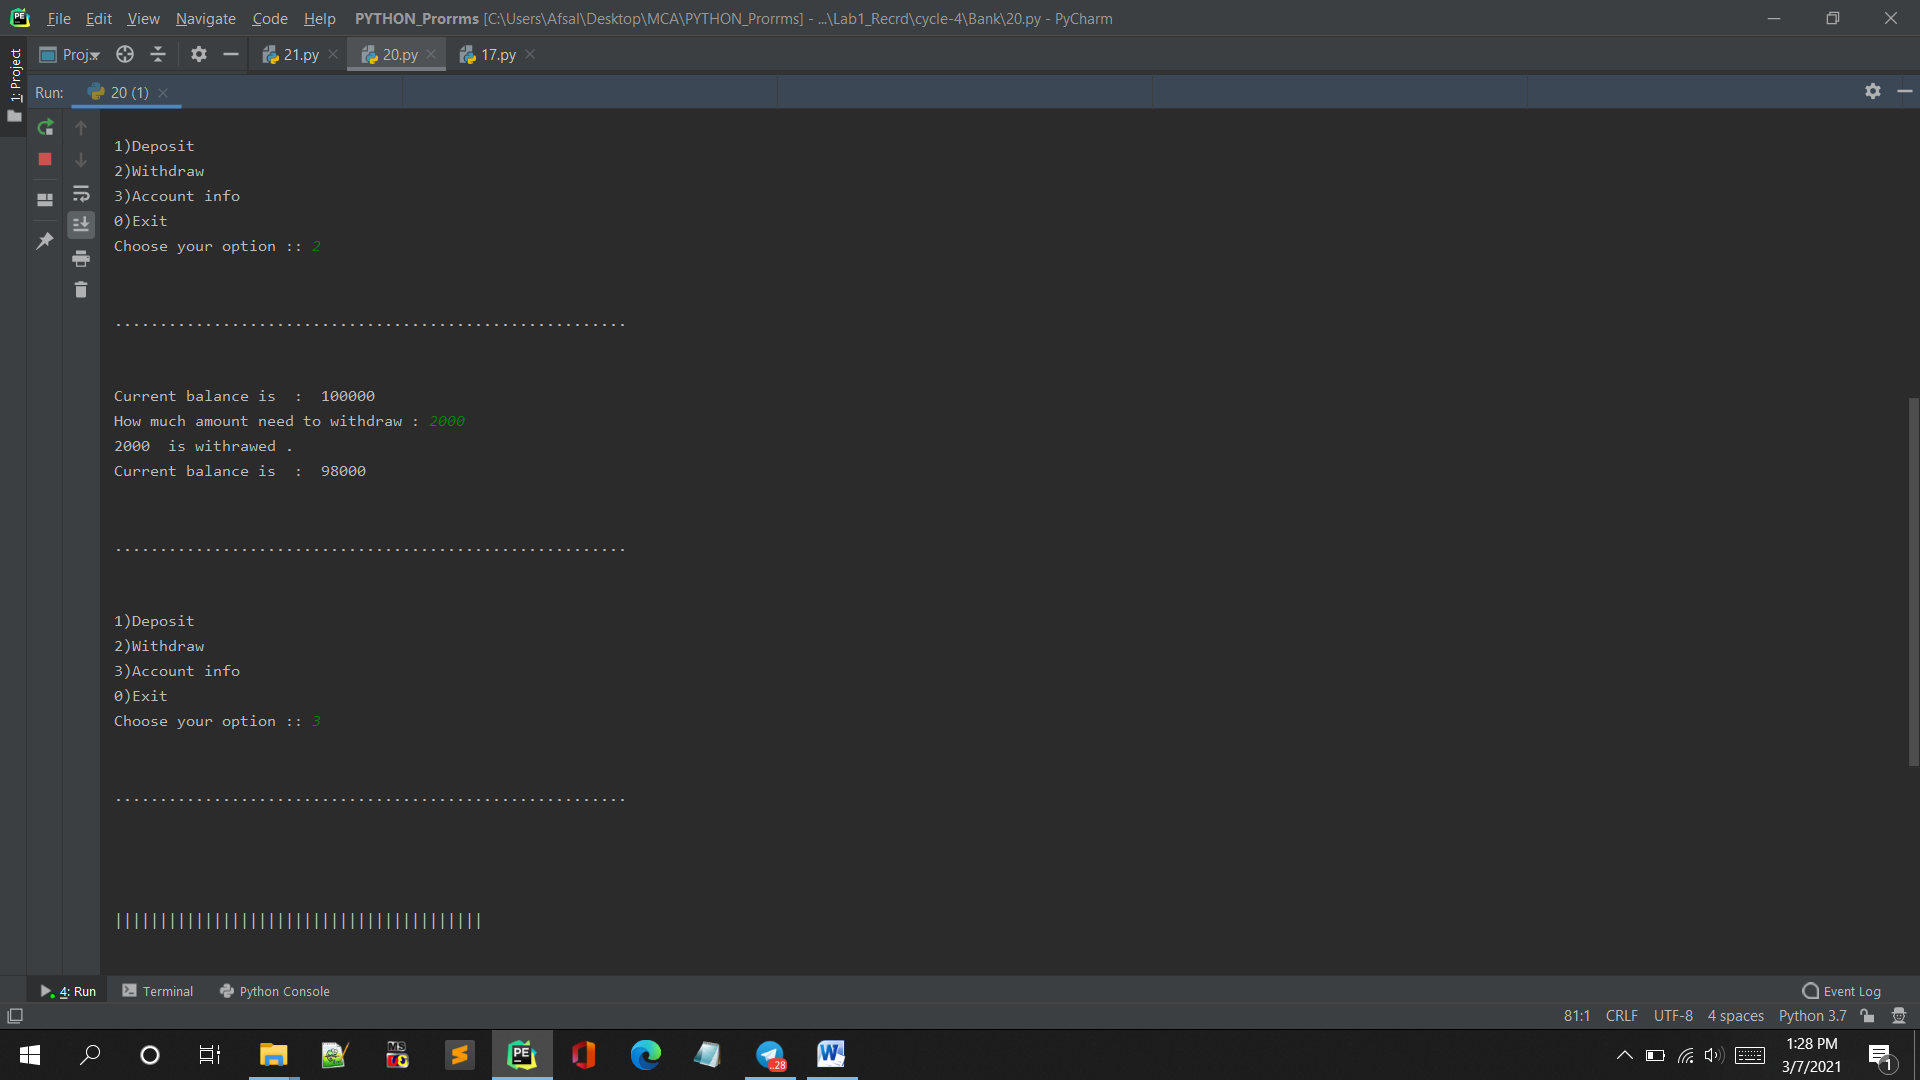 File Edit View Navigate Code Help PYTHON_Prorrms [C:\Users\Afsal\Desktop\MCA\PYTHON_Prorrms] - ...\Lab1_Recrd\cycle-4\Bank\20.py - PyCharm
1: Project
Proj
21.py 20.py 17.py
Run: 20 (1)
1)Deposit
2)Withdraw
3)Account info
0)Exit
Choose your option :: 2
.........................................................
Current balance is  :  100000
How much amount need to withdraw : 2000
2000  is withrawed .
Current balance is  :  98000
.........................................................
1)Deposit
2)Withdraw
3)Account info
0)Exit
Choose your option :: 3
.........................................................
|||||||||||||||||||||||||||||||||||||||||
4: Run Terminal Python Console Event Log
81:1 CRLF UTF-8 4 spaces Python 3.7
PE
MS
LO
PE
..28
W
1:28 PM
3/7/2021
1